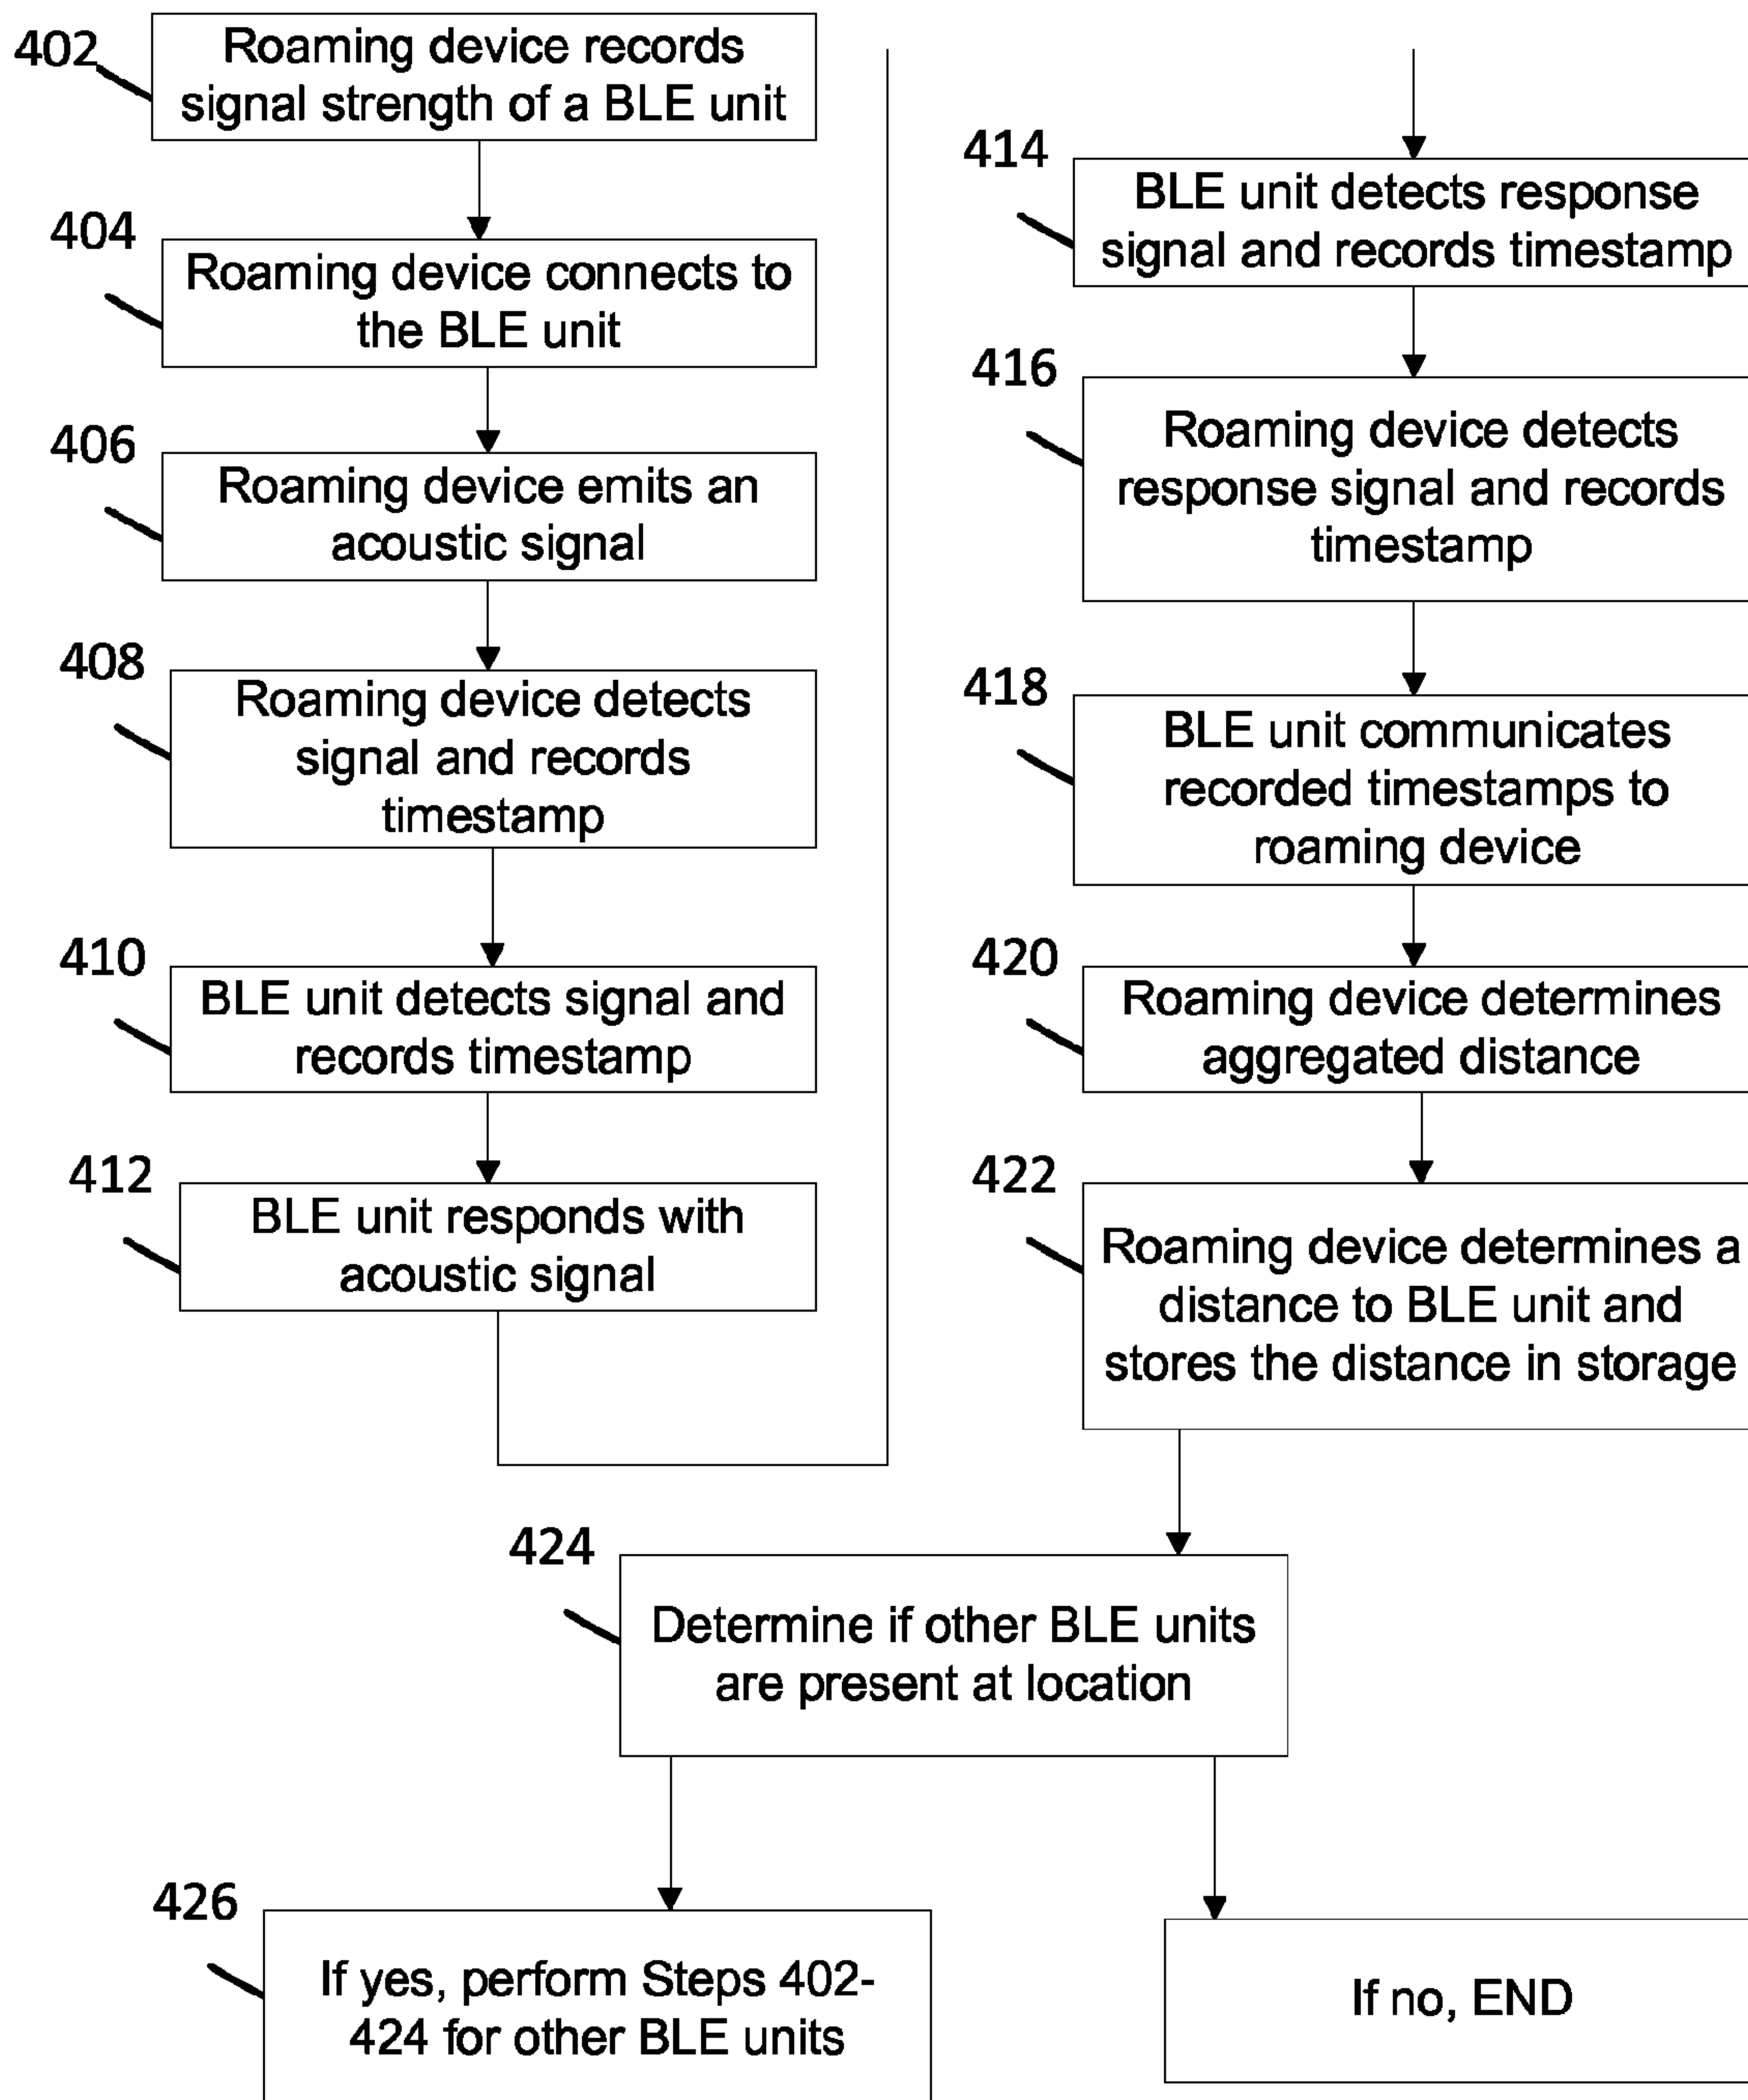 402
Roaming device records
signal strength of a BLE unit
404
Roaming device connects to
the BLE unit
406
Roaming device emits an
acoustic signal
408
Roaming device detects
signal and records
timestamp
410
BLE unit detects signal and
records timestamp
412
BLE unit responds with
acoustic signal
414
BLE unit detects response
signal and records timestamp
416
Roaming device detects
response signal and records
timestamp
418
BLE unit communicates
recorded timestamps to
roaming device
420
Roaming device determines
aggregated distance
422
Roaming device determines a
distance to BLE unit and
stores the distance in storage
424
Determine if other BLE units
are present at location
426
If yes, perform Steps 402-
424 for other BLE units
If no, END